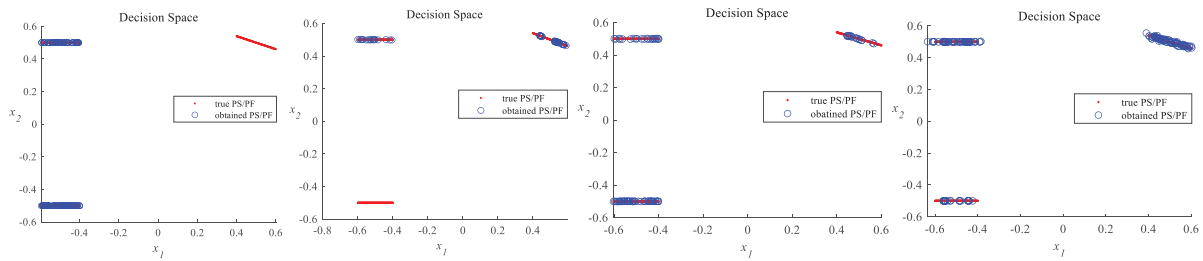 Decision Space
0.6
0.4
0.2
0
-0.2
-0.4
-0.6
x2
true PS/PF
obtained PS/PF
-0.4 -0.2 0 0.2 0.4 0.6
x1
Decision Space
0.6
0.4
0.2
0
-0.2
-0.4
-0.6
x2
true PS/PF
obtained PS/PF
-0.6 -0.4 -0.2 0 0.2 0.4
x1
Decision Space
0.6
0.4
0.2
0
-0.2
-0.4
-0.6
x2
true PS/PF
obatined PS/PF
-0.6 -0.4 -0.2 0 0.2 0.4 0.6
x1
Decision Space
0.6
0.4
0.2
0
-0.2
-0.4
-0.6
x2
true PS/PF
obtained PS/PF
-0.6 -0.4 -0.2 0 0.2 0.4 0.6
x1